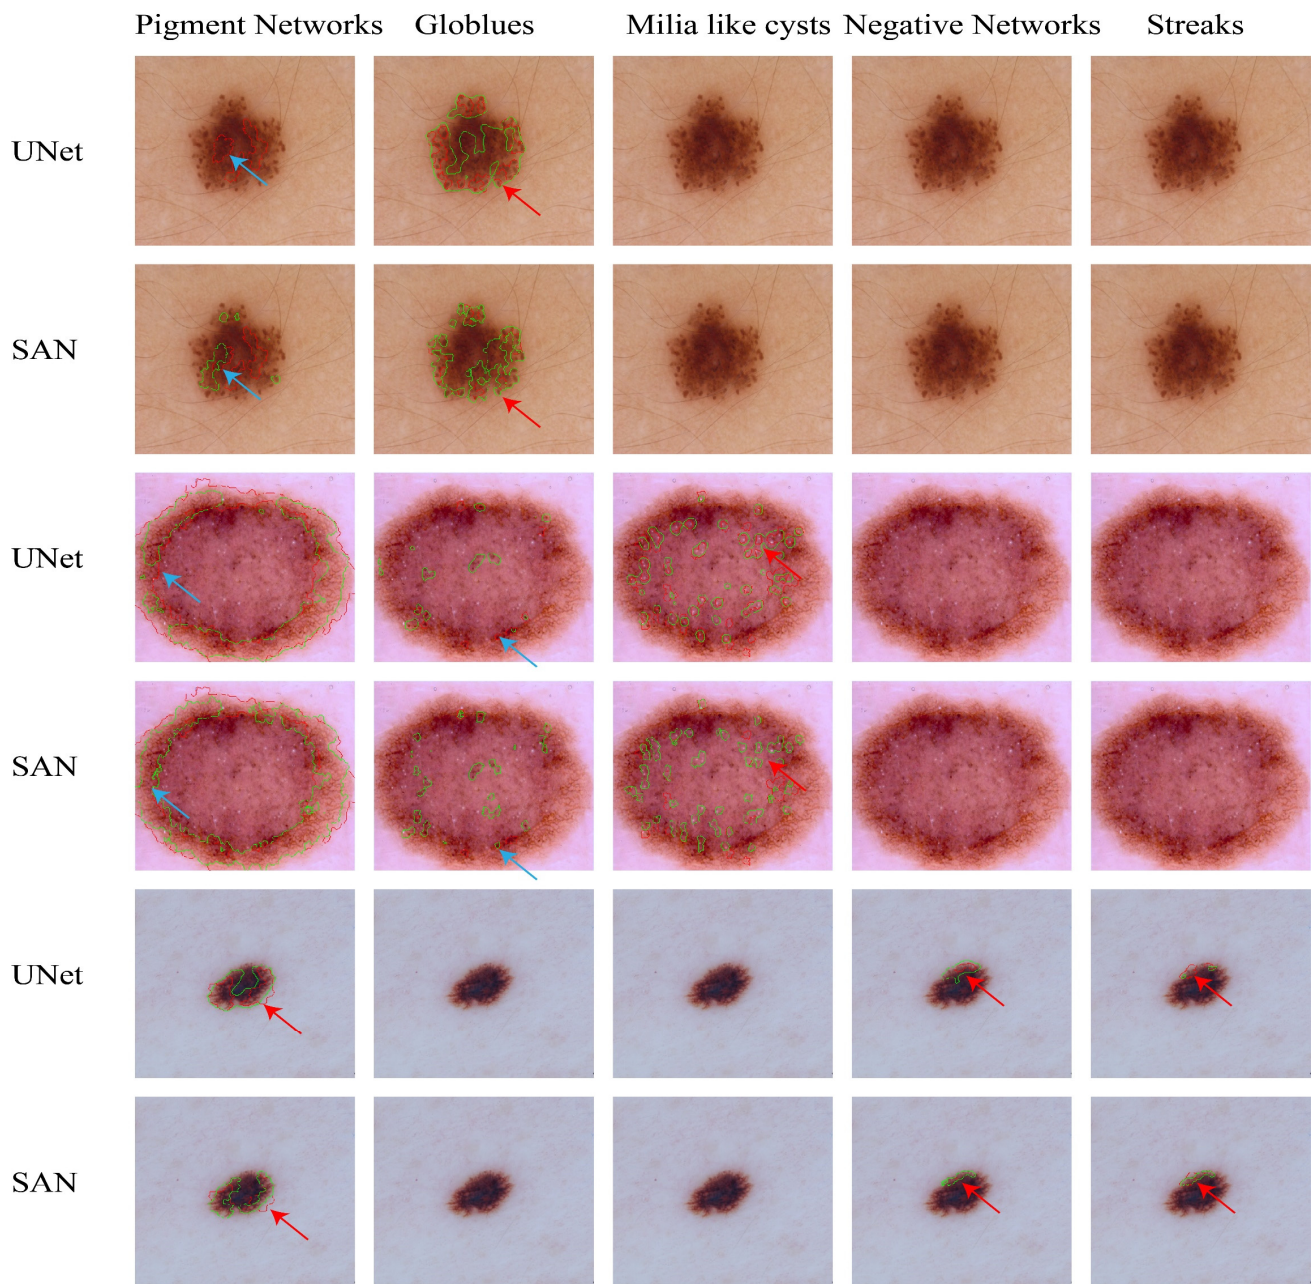 Pigment Networks Globlues Milia like cysts Negative Networks Streaks
UNet
SAN
UNet
SAN
UNet
SAN